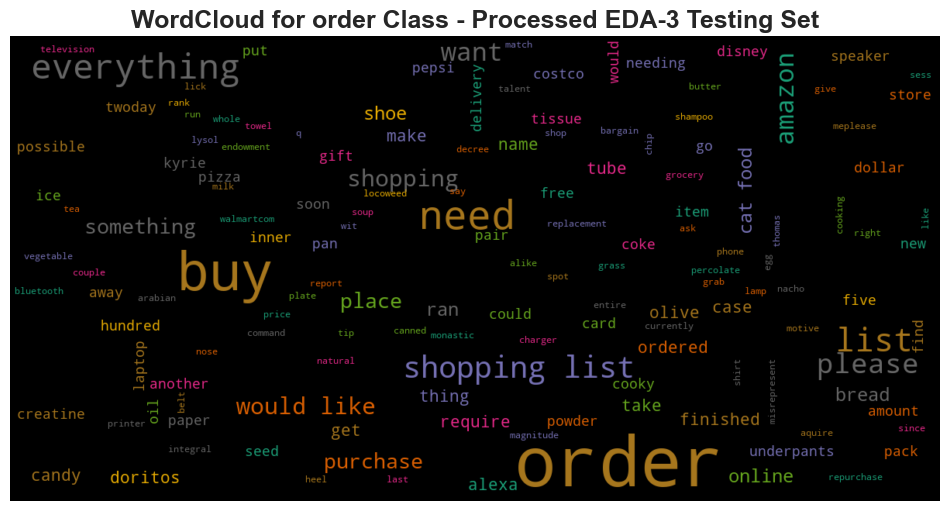 WordCloud for order Class - Processed EDA-3 Testing Set
television
put
want
match
would
disney
speaker
everything
pepsi
costco
needing
sess
lick
delivery
talent
butter
amazon
give
store
twoday
rank
run
whole
shoe
tissue
shampoo
meplease
towel
q
make
shop
bargain
chip
possible
lysol
endowment
name
go
decree
gift
kyrie
pizza
shopping
tube
grocery
cat food
dollar
milk
locoweed
say
free
ice
soon
tea
soup
item
thomas
cooking
like
walmartcom
need
replacement
ask
right
new
something
wit
inner
pair
pan
coke
phone
vegetable
alike
grass
percolate
egg
couple
buy
report
spot
grab
lamp
nacho
bluetooth
away
arabian
plate
place
ran
entire
olive
case
five
price
could
card
hundred
command
tip
canned
monastic
currently
motive
list
find
charger
ordered
laptop
nose
natural
shopping list
shirt
please
another
cooky
misrepresent
bread
belt
thing
creatine
oil
would like
take
amount
printer
paper
require
powder
finished
since
get
magnitude
aquire
integral
seed
underpants
pack
purchase
order
candy
doritos
heel
last
alexa
online
repurchase